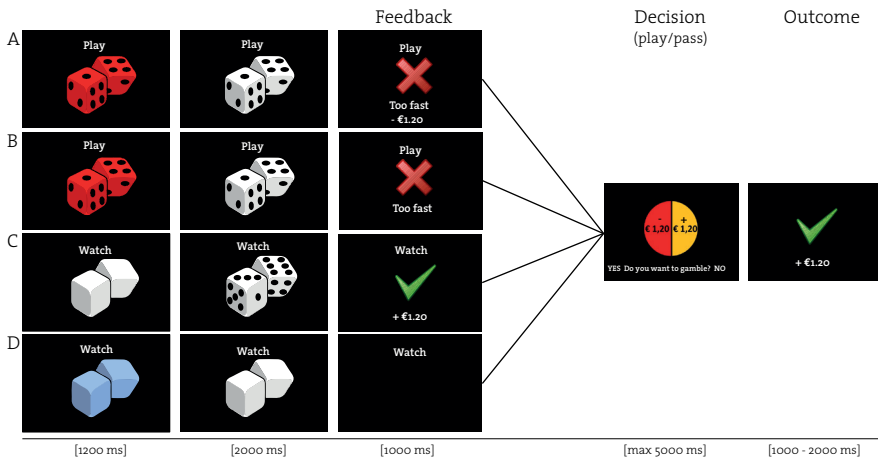 Feedback
Decision
(play/pass)
Outcome
A
Play
Play
Play
Too fast
- €1.20
B
Play
Play
Play
Too fast
C
Watch
Watch
Watch
+ €1.20
- +
€ 1,20 € 1,20
YES Do you want to gamble? NO
+ €1.20
D
Watch
Watch
Watch
[1200 ms]
[2000 ms]
[1000 ms]
[max 5000 ms]
[1000 - 2000 ms]